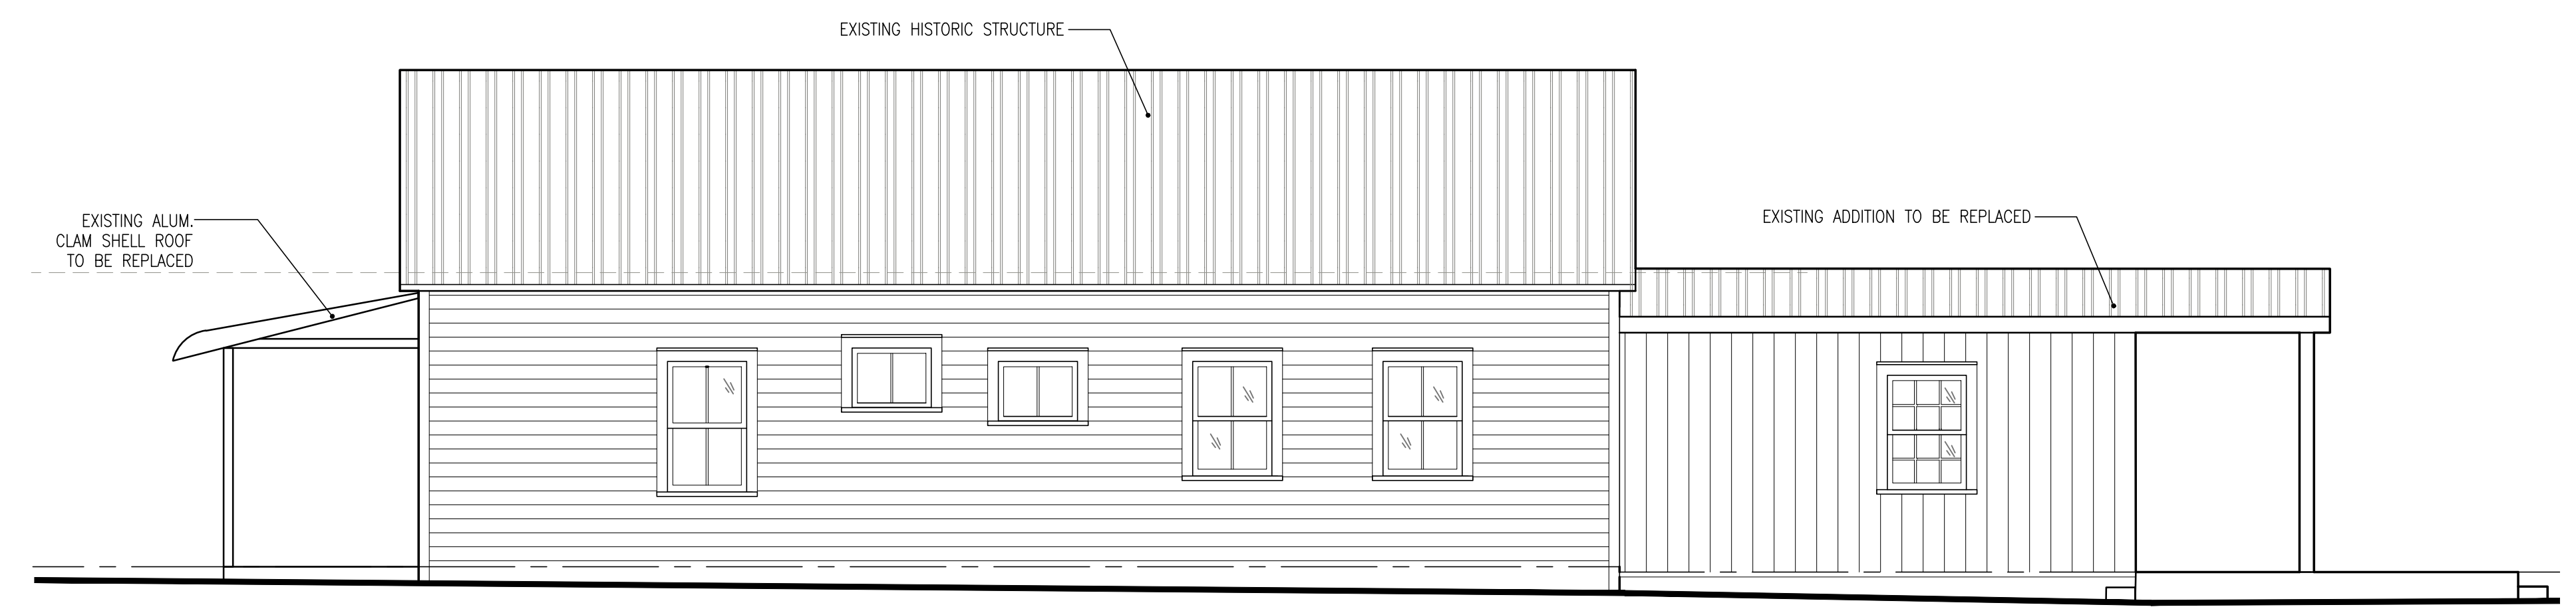 EXISTING HISTORIC STRUCTURE
EXISTING ALUM.
CLAM SHELL ROOF
TO BE REPLACED
EXISTING ADDITION TO BE REPLACED